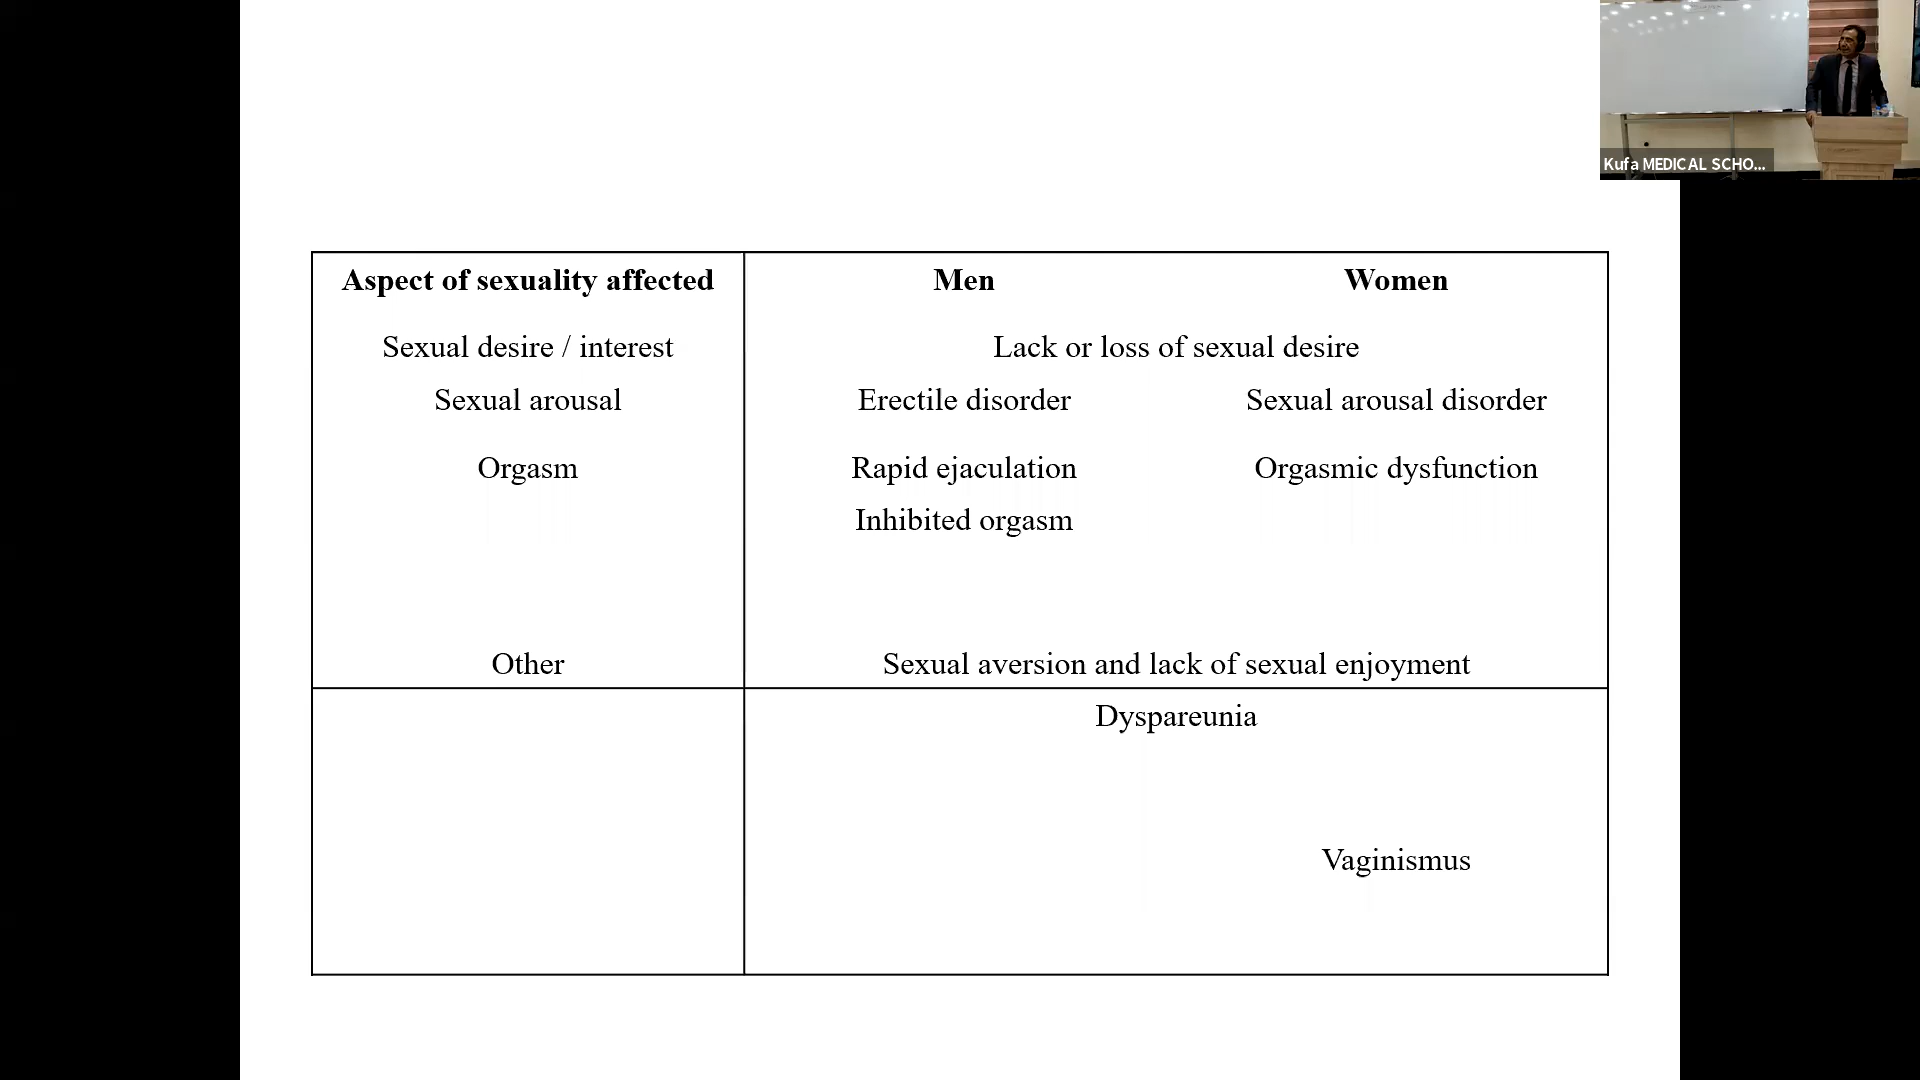 Kufa MEDICAL SCHO...
Aspect of sexuality affected Men Women
Sexual desire / interest Lack or loss of sexual desire
Sexual arousal Erectile disorder Sexual arousal disorder
Orgasm Rapid ejaculation Orgasmic dysfunction
Inhibited orgasm
Other Sexual aversion and lack of sexual enjoyment
Dyspareunia
Vaginismus